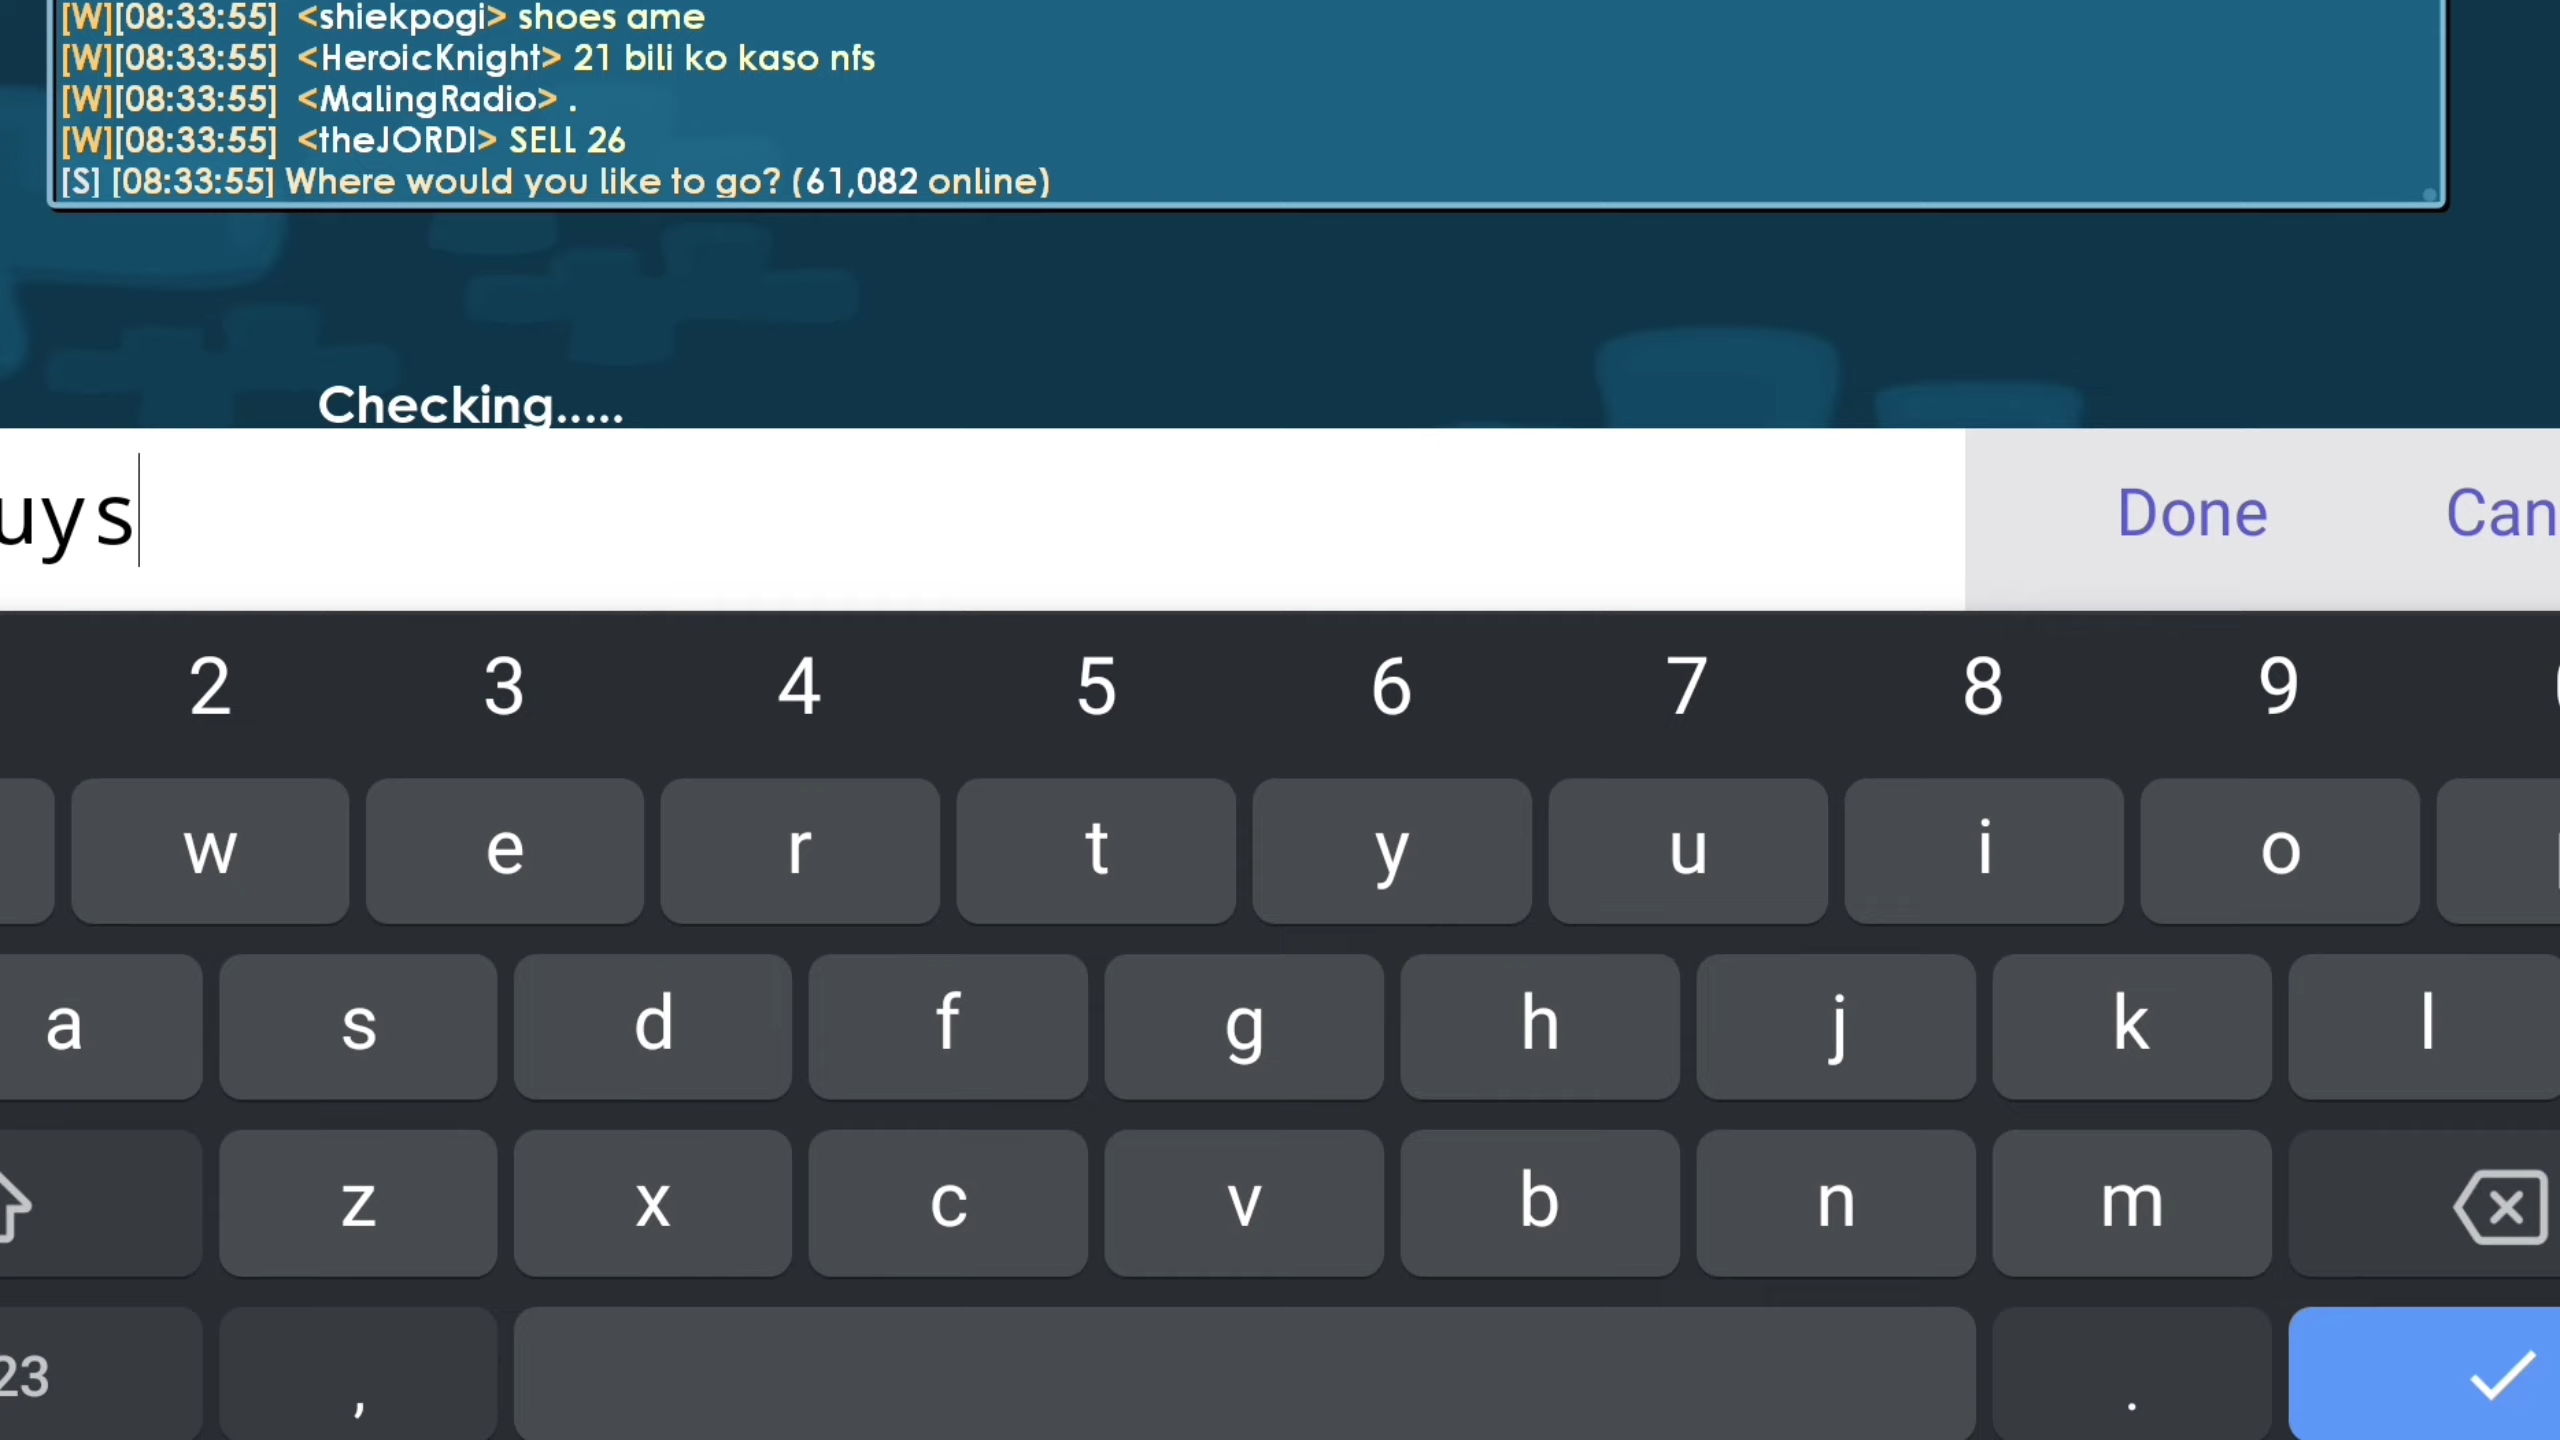 [W][08:33:55] <shiekpogi> shoes ame
[W][08:33:55] <HeroicKnight> 21 bili ko kaso nfs
[W][08:33:55] <MalingRadio> .
[W][08:33:55] <theJORDI> SELL 26
[S] [08:33:55] Where would you like to go? (61,082 online)
Checking.....
uys Done Can
2 3 4 5 6 7 8 9
w e r t y u i o
a s d f g h j k l
z x c v b n m
23 , .